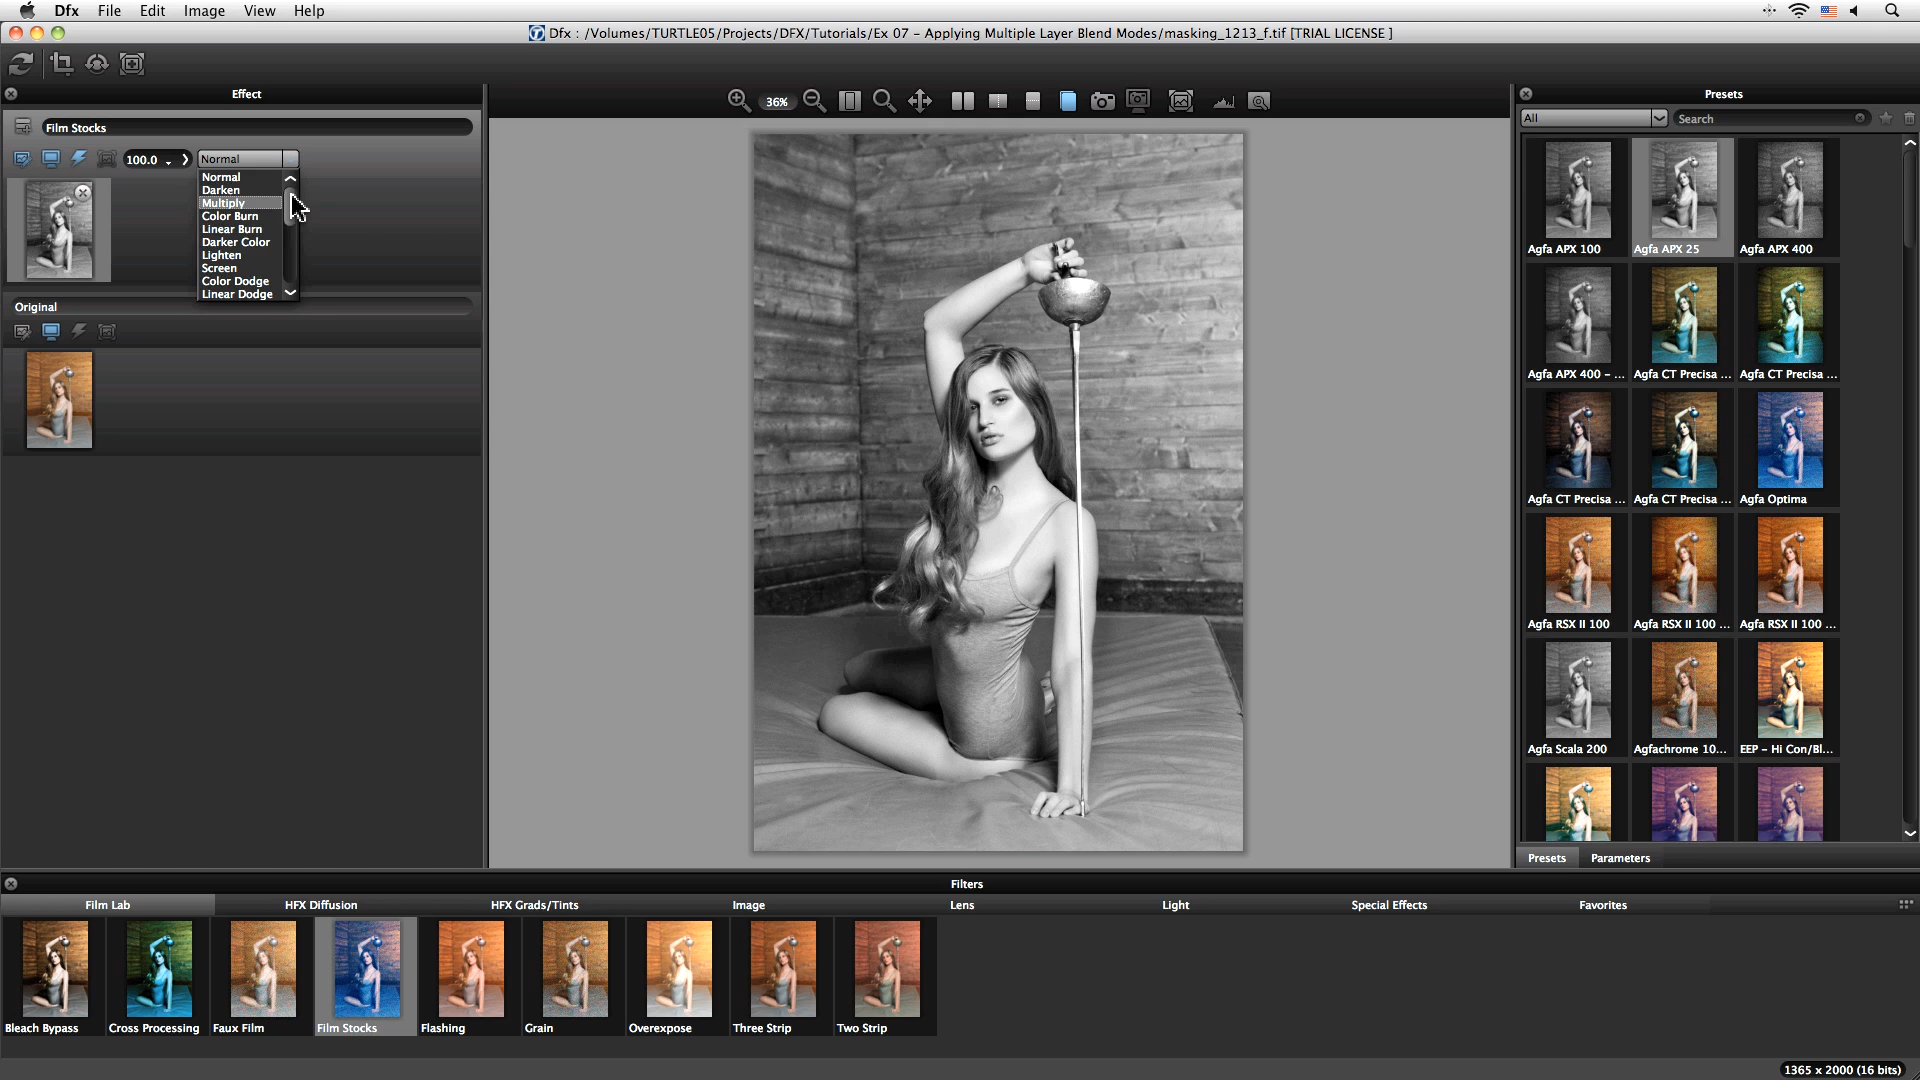 Dfx File Edit Image View Help
Dfx : /Volumes/TURTLE05/Projects/DFX/Tutorials/Ex 07 - Applying Multiple Layer Blend Modes/masking_1213_f.tif [TRIAL LICENSE ]
Effect
Film Stocks
100.0 Normal
Normal
Darken
Multiply
Color Burn
Linear Burn
Darker Color
Lighten
Screen
Color Dodge
Linear Dodge
Original
36%
Presets
All Search
Agfa APX 100 Agfa APX 25 Agfa APX 400
Agfa APX 400 - ... Agfa CT Precisa ... Agfa CT Precisa ...
Agfa CT Precisa ... Agfa CT Precisa ... Agfa Optima
Agfa RSX II 100 Agfa RSX II 100 ... Agfa RSX II 100 ...
Agfa Scala 200 Agfachrome 10... EEP - Hi Con/Bl...
Presets Parameters
Filters
Film Lab HFX Diffusion HFX Grads/Tints Image Lens Light Special Effects Favorites
Bleach Bypass Cross Processing Faux Film Film Stocks Flashing Grain Overexpose Three Strip Two Strip
1365 x 2000 (16 bits)